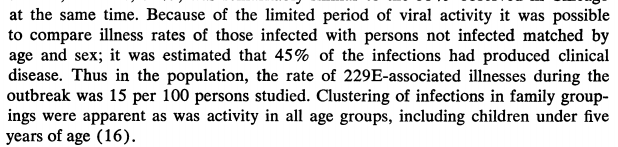 at the same time. Because of the limited period of viral activity it was possible
to compare illness rates of those infected with persons not infected matched by
age and sex; it was estimated that 45% of the infections had produced clinical
disease. Thus in the population, the rate of 229E-associated illnesses during the
outbreak was 15 per 100 persons studied. Clustering of infections in family group-
ings were apparent as was activity in all age groups, including children under five
years of age (16).